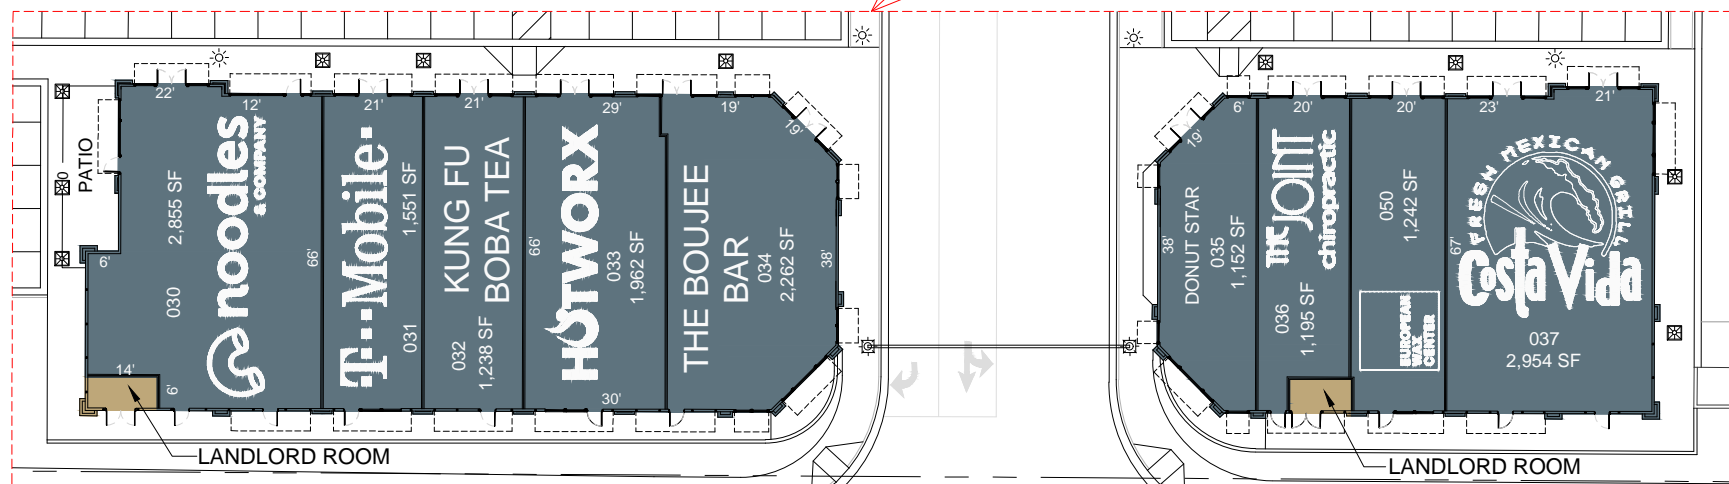 22'
12'
21'
21'
29'
19'
19'
PATIO
0
6'
66'
2,855 SF
030
noodles
& COMPANY
14'
6'
LANDLORD ROOM
T Mobile
1,551 SF
031
KUNG FU
BOBA TEA
032
1,238 SF
66'
HOTWORX
033
1,962 SF
30'
THE BOUJEE
BAR
034
2,262 SF
38'
19'
6'
20'
20'
23'
21'
38'
DONUT STAR
035
1,152 SF
THE JOINT
chiropractic
036
1,195 SF
LANDLORD ROOM
050
1,242 SF
EUROPEAN
WAX
CENTER
67'
FRESH MEXICAN GRILL
Costa Vida
037
2,954 SF